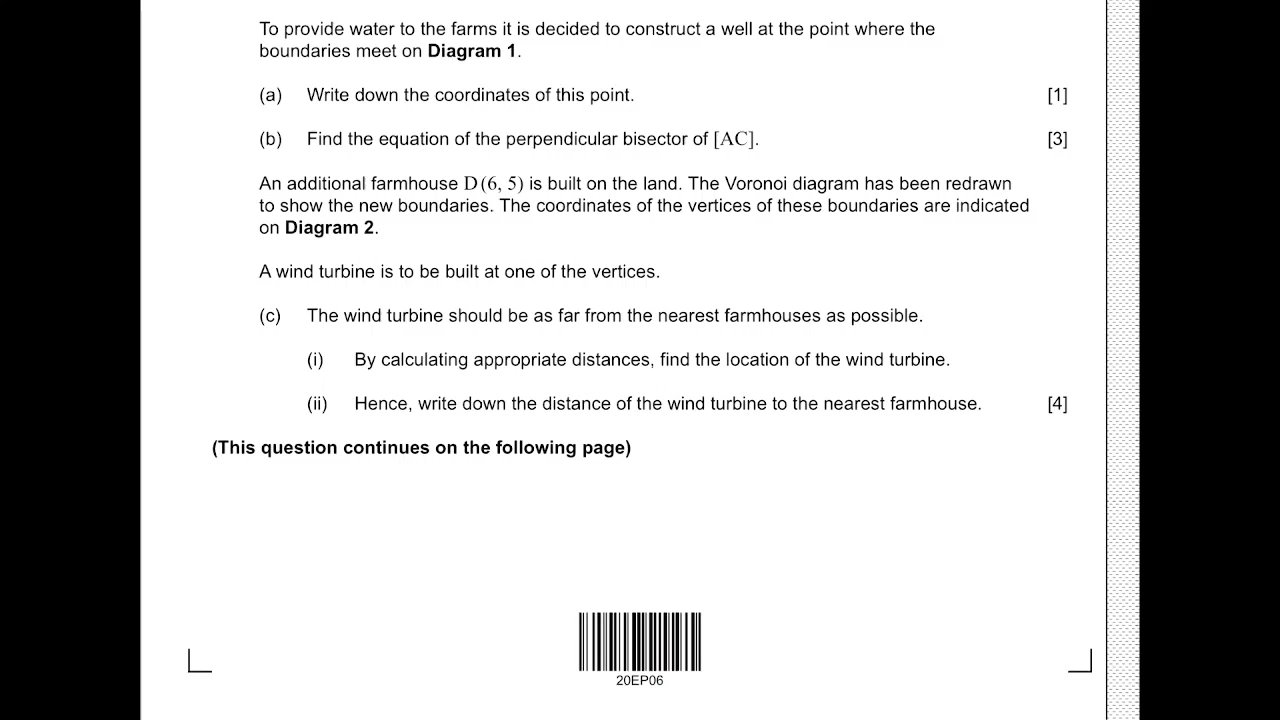 To provide water to the farms, it is decided to construct a well at the point where the
boundaries meet on Diagram 1.
Write down the coordinates of this point. [1]
Find the equation of the perpendicular bisector of [AC]. [3]
An additional farmhouse is built on the land. The Voronoi diagram has been redrawn
to show the new boundaries. The coordinates of the vertices of these boundaries are indicated
on Diagram 2.
A wind turbine is to be built at one of the vertices.
(c) The wind turbine should be as far from the nearest farmhouses as possible.
(i) By calculating appropriate distances, find the location of the wind turbine.
(ii) Hence, write down the distance of the wind turbine to the nearest farmhouse. [4]
(This question continues on the following page)
20EP06